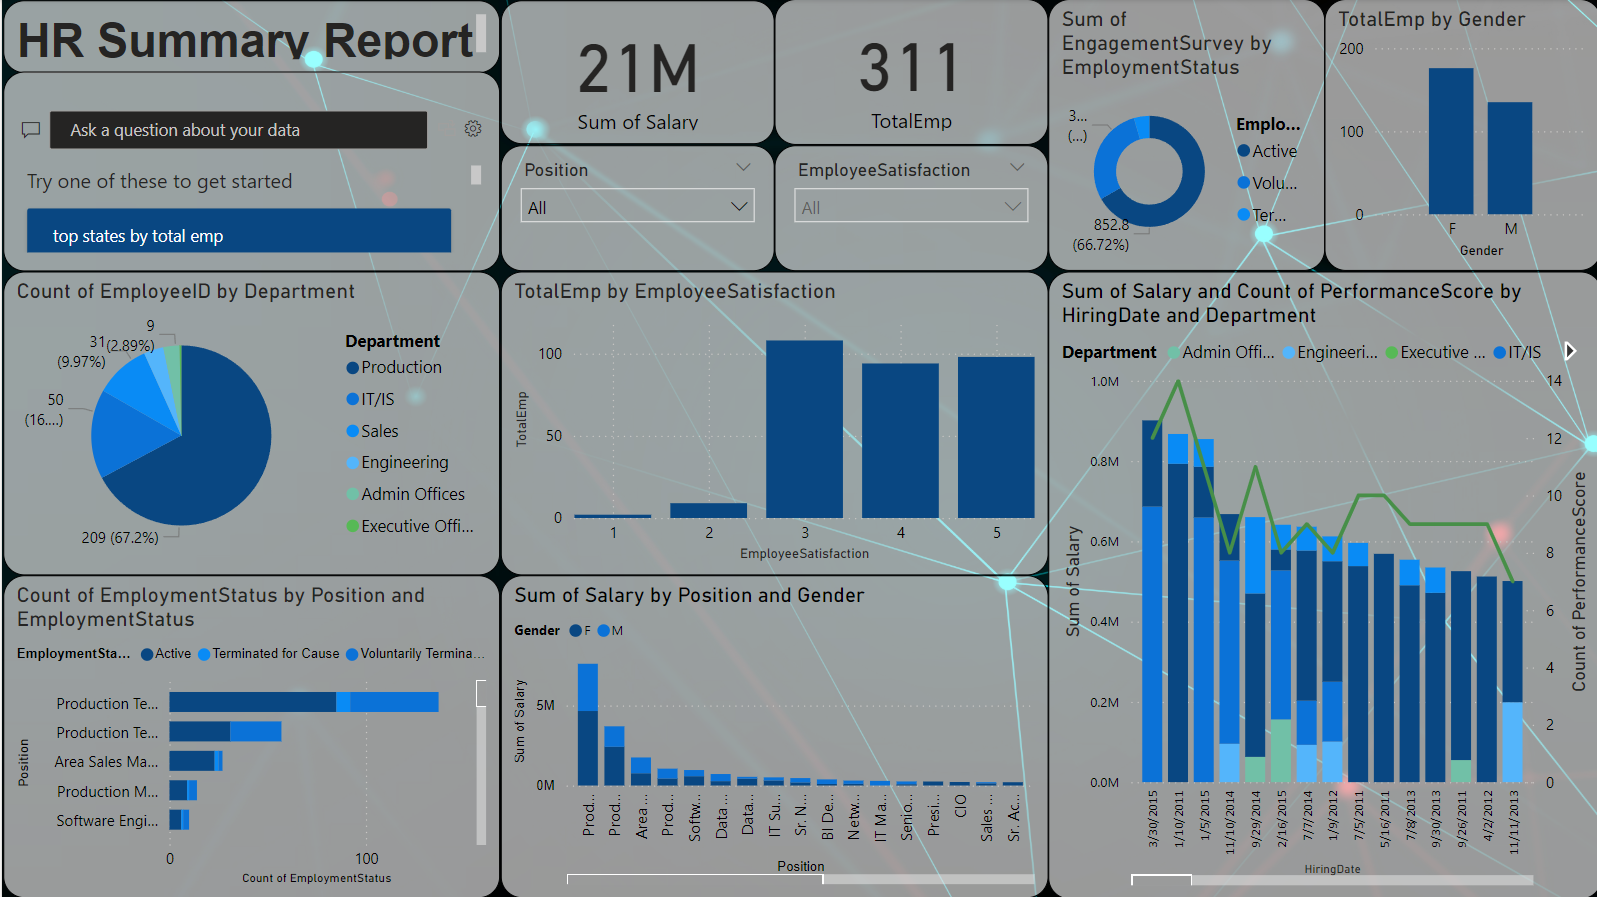 HR Summary Report
Ask a question about your data
Try one of these to get started
top states by total emp
21M
Sum of Salary
311
TotalEmp
Position
All
EmployeeSatisfaction
All
Sum of
EngagementSurvey by
EmploymentStatus
3...
(...)
852.8
(66.72%)
Emplo...
Active
Volu...
Ter...
TotalEmp by Gender
200
100
0
F M
Gender
Count of EmployeeID by Department
9
(2.89%)
31
(9.97%)
50
(16....)
209 (67.2%)
Department
Production
IT/IS
Sales
Engineering
Admin Offices
Executive Offi...
TotalEmp by EmployeeSatisfaction
TotalEmp
100
50
0
1 2 3 4 5
EmployeeSatisfaction
Sum of Salary and Count of PerformanceScore by
HiringDate and Department
Department Admin Offi... Engineeri... Executive ... IT/IS
Sum of Salary
1.0M
0.8M
0.6M
0.4M
0.2M
0.0M
14
12
10
8
6
4
2
0
Count of PerformanceScore
3/30/2015
1/10/2011
1/5/2015
11/10/2014
9/29/2014
2/16/2015
7/7/2014
1/9/2012
7/5/2011
5/16/2011
7/8/2013
9/30/2013
9/26/2011
4/2/2012
11/11/2013
HiringDate
Count of EmploymentStatus by Position and
EmploymentStatus
EmploymentSta... Active Terminated for Cause Voluntarily Termina...
Position
Production Te...
Production Te...
Area Sales Ma...
Production M...
Software Engi...
0 100
Count of EmploymentStatus
Sum of Salary by Position and Gender
Gender F M
Sum of Salary
5M
0M
Prod...
Prod...
Area ...
Prod...
Softw...
Data ...
Data...
IT Su...
Sr. N...
BI De...
Netw...
IT Ma...
Senio...
Presi...
CIO
Sales ...
Sr. Ac...
Position